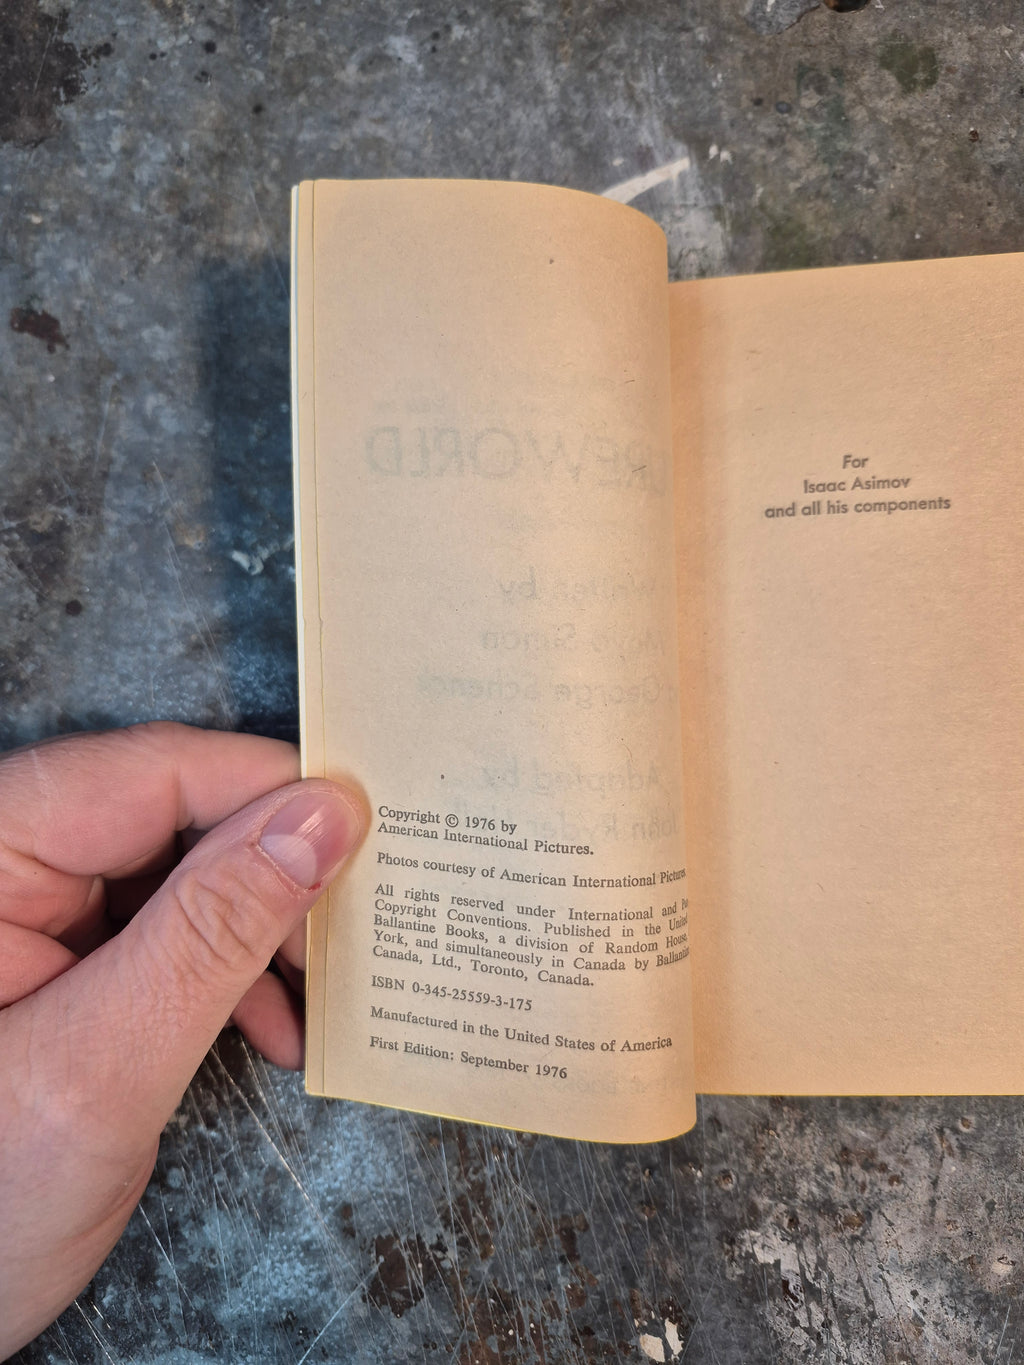 Copyright © 1976 by
American International Pictures.
Photos courtesy of American International Pictures
All rights reserved under International and
Copyright Conventions. Published in the United
Ballantine Books, a division of Random House,
York, and simultaneously in Canada by Ballantine
Canada, Ltd., Toronto, Canada.
ISBN 0-345-25559-3-175
Manufactured in the United States of America
First Edition: September 1976
For
Isaac Asimov
and all his components